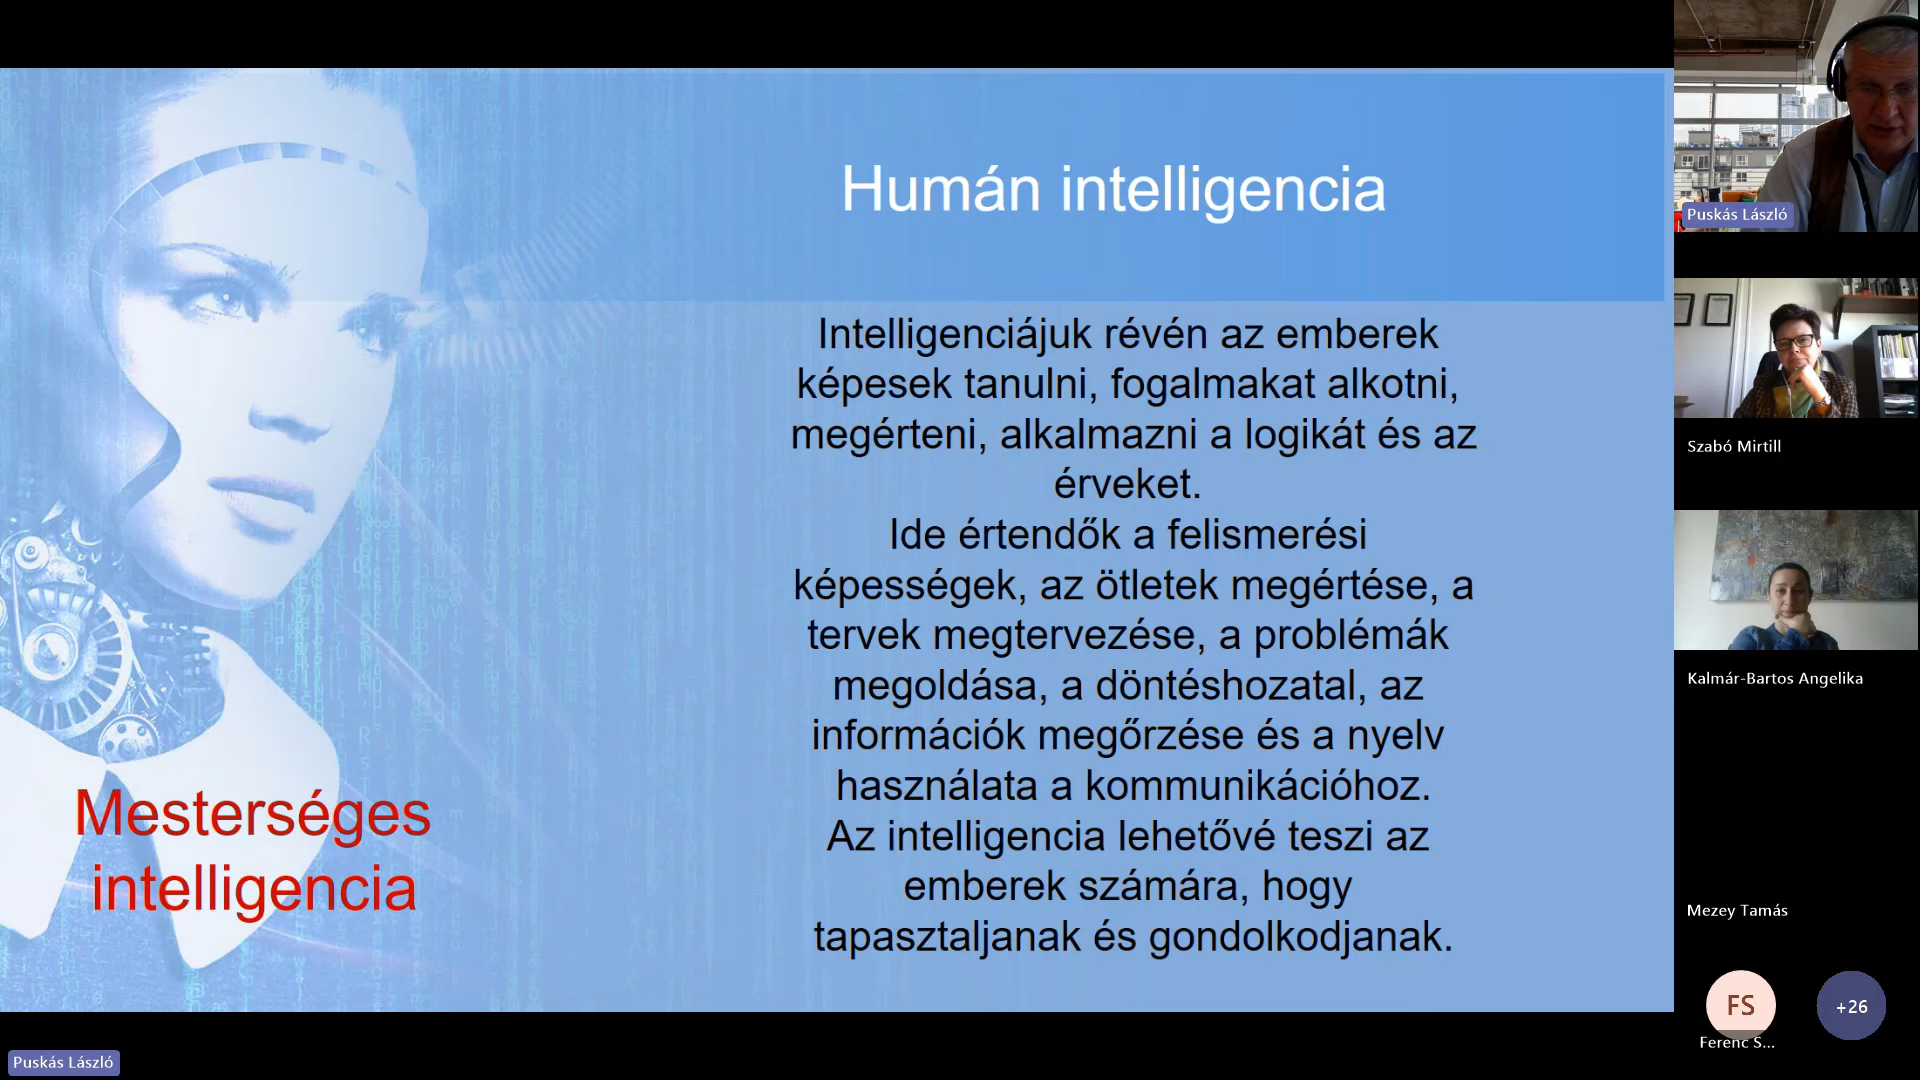 Humán intelligencia
Intelligenciájuk révén az emberek
képesek tanulni, fogalmakat alkotni,
megérteni, alkalmazni a logikát és az
érveket.
Ide értendők a felismerési
képességek, az ötletek megértése, a
tervek megtervezése, a problémák
megoldása, a döntéshozatal, az
információk megőrzése és a nyelv
használata a kommunikációhoz.
Az intelligencia lehetővé teszi az
emberek számára, hogy
tapasztaljanak és gondolkodjanak.
Mesterséges
intelligencia
Puskás László
Puskás László
Szabó Mirtill
Kalmár-Bartos Angelika
Mezey Tamás
FS
Ferenc S...
+26